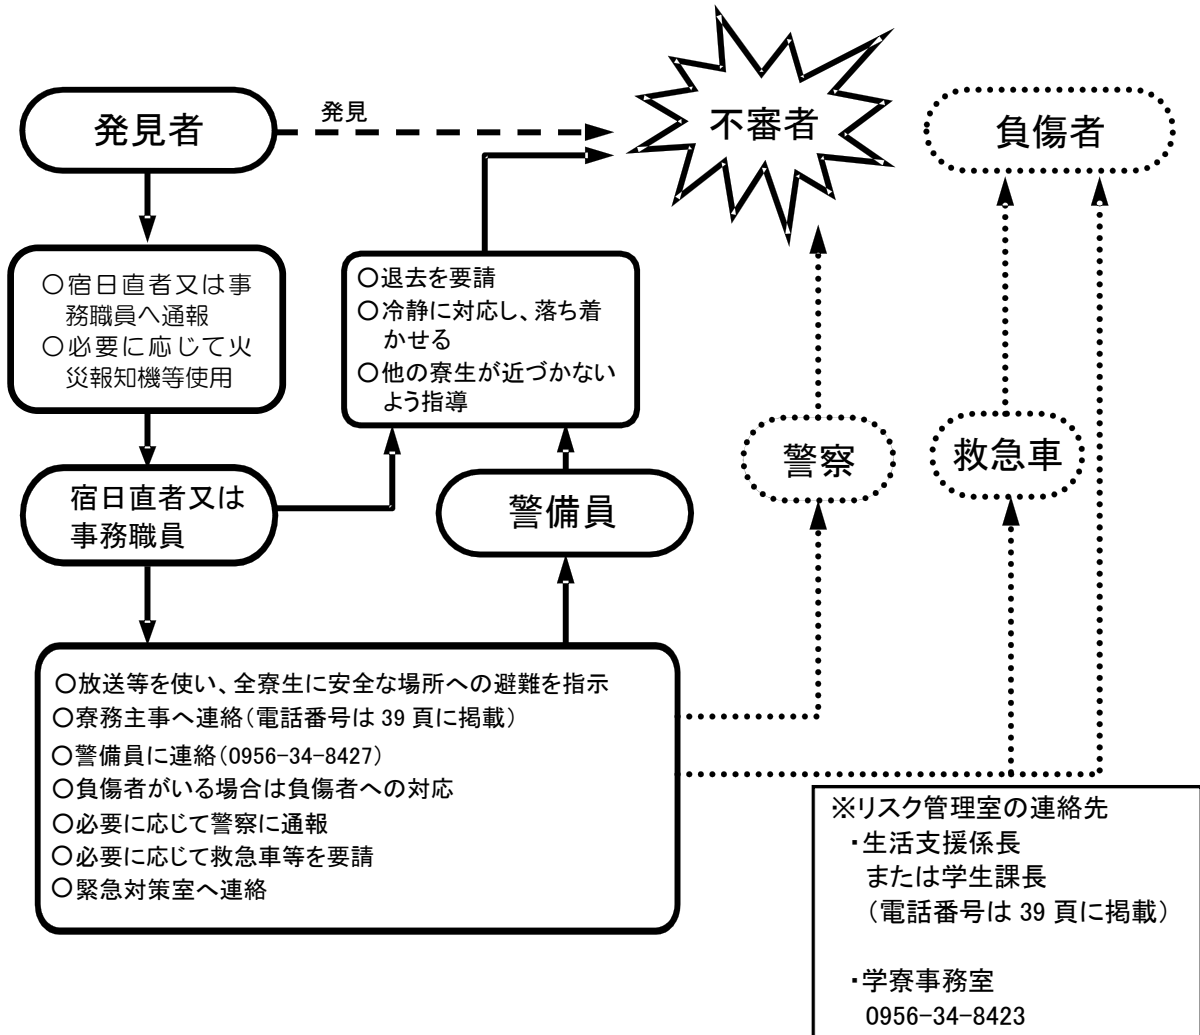 発見者
発見
不審者
負傷者
○宿日直者又は事
務職員へ通報
○必要に応じて火
災報知機等使用
○退去を要請
○冷静に対応し、落ち着
かせる
○他の寮生が近づかない
よう指導
宿日直者又は
事務職員
警備員
警察
救急車
○放送等を使い、全寮生に安全な場所への避難を指示
○寮務主事へ連絡(電話番号は 39 頁に掲載)
○警備員に連絡(0956-34-8427)
○負傷者がいる場合は負傷者への対応
○必要に応じて警察に通報
○必要に応じて救急車等を要請
○緊急対策室へ連絡
※リスク管理室の連絡先
・生活支援係長
または学生課長
(電話番号は 39 頁に掲載)
・学寮事務室
0956-34-8423